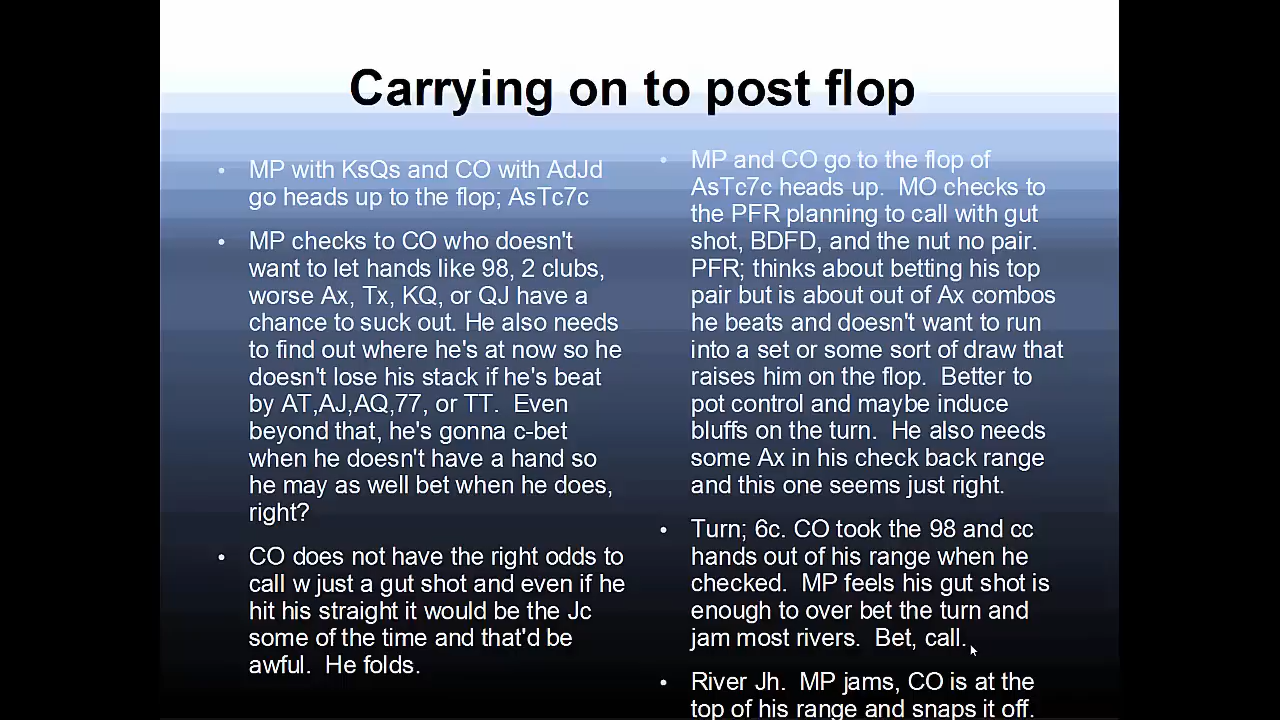 Carrying on to post flop
• MP with KsQs and CO with AdJd
go heads up to the flop; AsTc7c
• MP checks to CO who doesn't
want to let hands like 98, 2 clubs,
worse Ax, Tx, KQ, or QJ have a
chance to suck out. He also needs
to find out where he's at now so he
doesn't lose his stack if he's beat
by AT,AJ,AQ,77, or TT.  Even
beyond that, he's gonna c-bet
when he doesn't have a hand so
he may as well bet when he does,
right?
• CO does not have the right odds to
call w just a gut shot and even if he
hit his straight it would be the Jc
some of the time and that'd be
awful.  He folds.
• MP and CO go to the flop of
AsTc7c heads up.  MO checks to
the PFR planning to call with gut
shot, BDFD, and the nut no pair.
PFR; thinks about betting his top
pair but is about out of Ax combos
he beats and doesn't want to run
into a set or some sort of draw that
raises him on the flop.  Better to
pot control and maybe induce
bluffs on the turn.  He also needs
some Ax in his check back range
and this one seems just right.
• Turn; 6c. CO took the 98 and cc
hands out of his range when he
checked.  MP feels his gut shot is
enough to over bet the turn and
jam most rivers.  Bet, call.
• River Jh.  MP jams, CO is at the
top of his range and snaps it off.